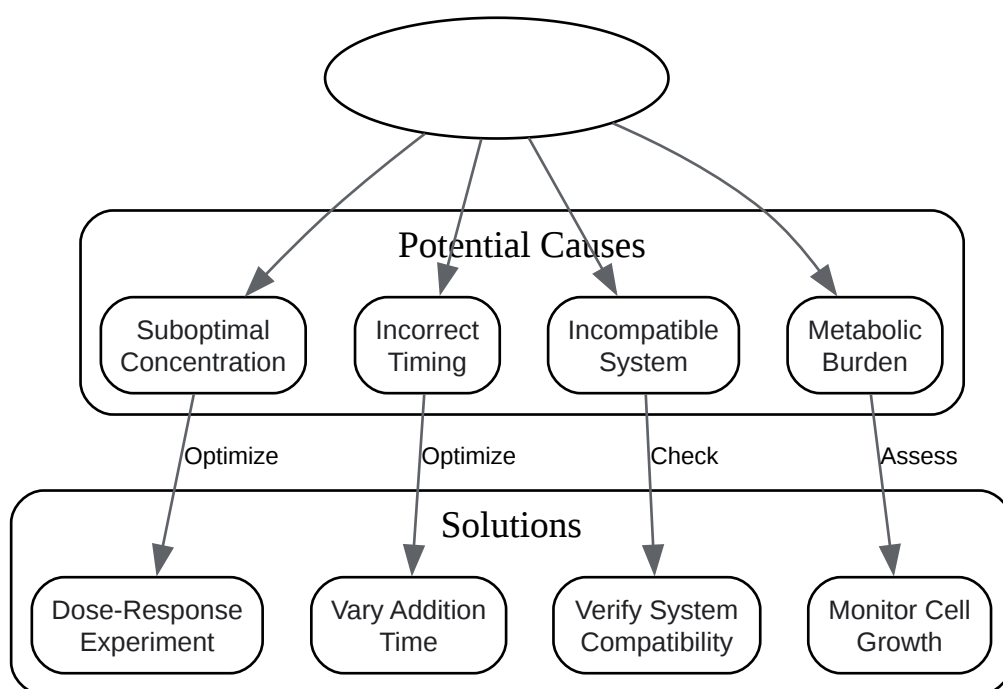 Potential Causes
Suboptimal
Concentration
Incorrect
Timing
Incompatible
System
Metabolic
Burden
Optimize
Optimize
Check
Assess
Solutions
Dose-Response
Experiment
Vary Addition
Time
Verify System
Compatibility
Monitor Cell
Growth